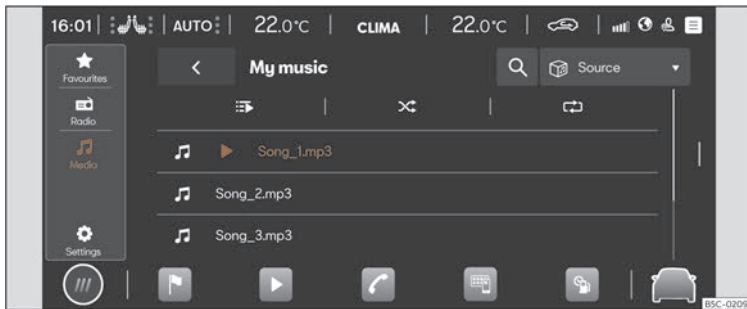 16:01 AUTO 22.0°C CLIMA 22.0°C
Favourites
My music
Source
Radio
Media
Song_1.mp3
Song_2.mp3
Song_3.mp3
Settings
BSC-0209